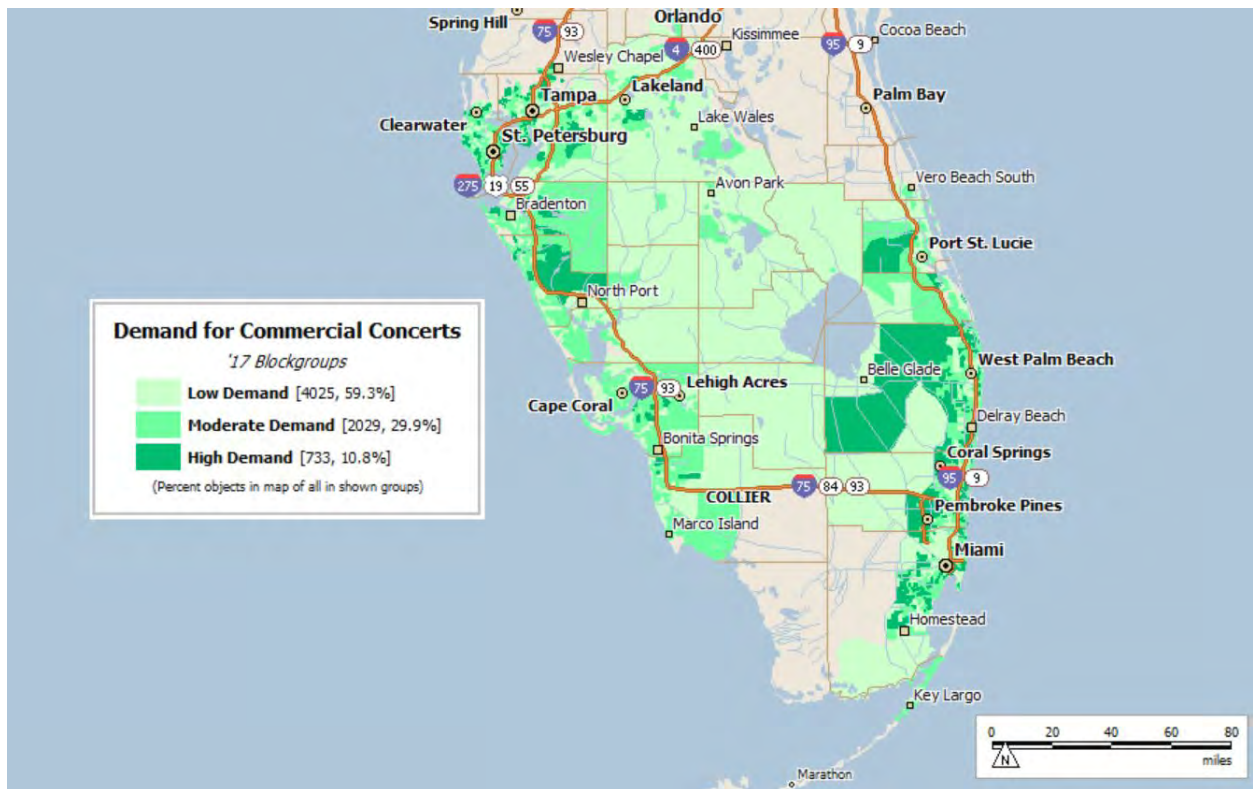 Orlando
Spring Hill
75 93
4 400
Kissimmee
95 9
Cocoa Beach
Wesley Chapel
Lakeland
Tampa
Palm Bay
Clearwater
Lake Wales
St. Petersburg
275 19 55
Avon Park
Vero Beach South
Bradenton
Port St. Lucie
North Port
Demand for Commercial Concerts
'17 Blockgroups
Low Demand [4025, 59.3%]
Moderate Demand [2029, 29.9%]
High Demand [733, 10.8%]
(Percent objects in map of all in shown groups)
West Palm Beach
Belle Glade
75 93
Lehigh Acres
Cape Coral
Delray Beach
Bonita Springs
Coral Springs
95 9
75 84 93
COLLIER
Pembroke Pines
Marco Island
Miami
Homestead
Key Largo
Marathon
0 20 40 60 80
miles
N